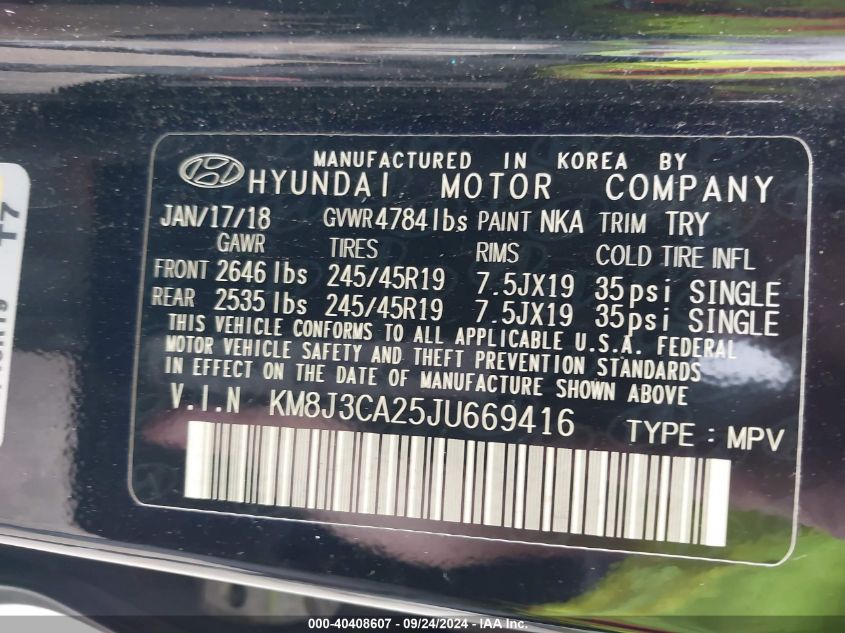 MANUFACTURED IN KOREA BY
HYUNDAI MOTOR COMPANY
JAN/17/18 GVWR 4784 lbs PAINT NKA TRIM TRY
GAWR TIRES RIMS COLD TIRE INFL
FRONT 2646 lbs 245/45R19 7.5JX19 35psi SINGLE
REAR 2535 lbs 245/45R19 7.5JX19 35psi SINGLE
THIS VEHICLE CONFORMS TO ALL APPLICABLE U.S.A. FEDERAL
MOTOR VEHICLE SAFETY AND THEFT PREVENTION STANDARDS
IN EFFECT ON THE DATE OF MANUFACTURE SHOWN ABOVE
V.I.N KM8J3CA25JU669416 TYPE : MPV
000-40408607 - 09/24/2024 - IAA Inc.